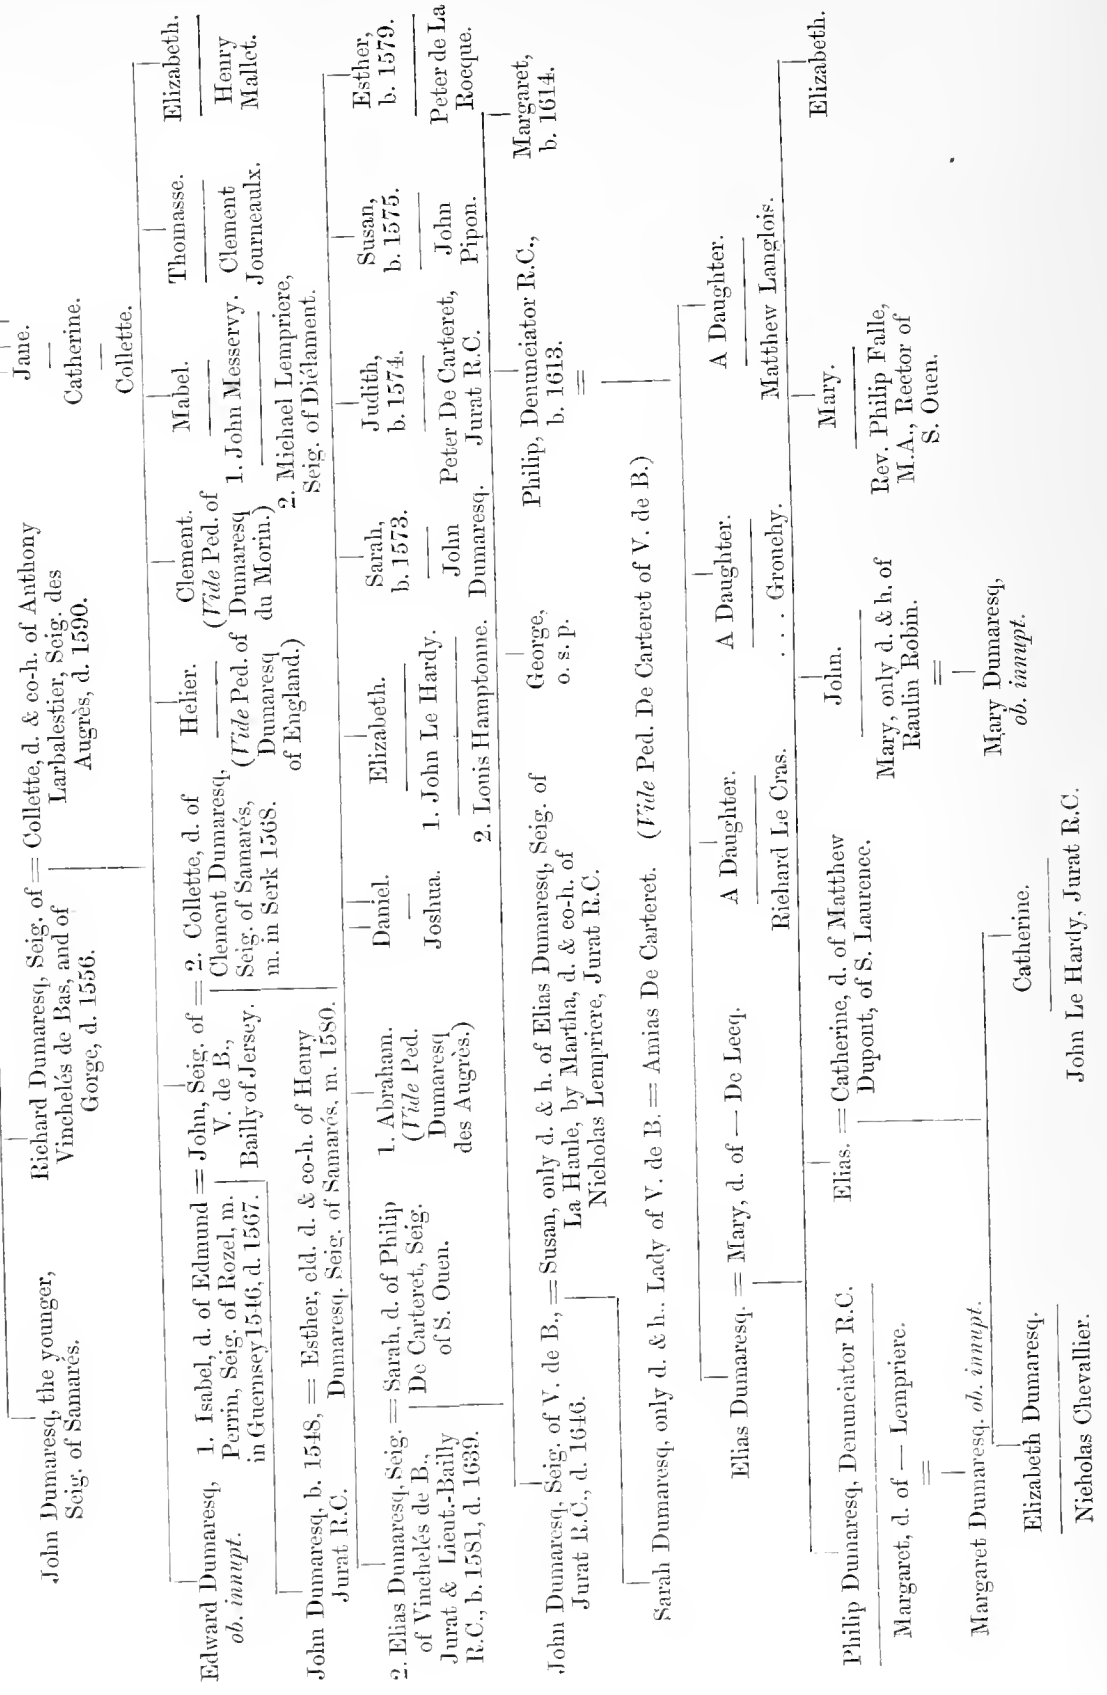 Jane.
Catherine.
Collette.
John Dumaresq, the younger,
Seig. of Samarés.
Richard Dumaresq, Seig. of = Collette, d. & co-h. of Anthony
Vinchelés de Bas, and of
Gorge, d. 1556.
Larbalestier, Seig. des
Augrès, d. 1590.
Edward Dumaresq,
ob. innupt.
1. Isabel, d. of Edmund = John, Seig. of = 2. Collette, d. of
Perrin, Seig. of Rozel, m.
in Guernsey 1546, d. 1567.
V. de B.,
Bailly of Jersey.
Clement Dumaresq,
Seig. of Samarés,
m. in Serk 1568.
Helier.
(Vide Ped. of
Dumaresq
of England.)
Clement.
(Vide Ped. of
Dumaresq
du Morin.)
Mabel.
1. John Messervy.
2. Michael Lempriere,
Seig. of Diélament.
Thomasse.
Clement
Journeaulx.
Elizabeth.
Henry
Mallet.
John Dumaresq, b. 1548, = Esther, eld. d. & co-h. of Henry
Jurat R.C.
Dumaresq, Seig. of Samarés, m. 1580.
2. Elias Dumaresq, Seig. = Sarah, d. of Philip
of Vinchelés de B.,
Jurat & Lieut.-Bailly
R.C., b. 1581, d. 1639.
De Carteret, Seig.
of S. Ouen.
1. Abraham.
(Vide Ped.
Dumaresq
des Augrès.)
Daniel.
Joshua.
Elizabeth.
1. John Le Hardy.
2. Louis Hamptonne.
Sarah,
b. 1573.
John
Dumaresq.
Judith,
b. 1574.
Peter De Carteret,
Jurat R.C.
Susan,
b. 1575.
John
Pipon.
Esther,
b. 1579.
Peter de La
Roeque.
John Dumaresq, Seig. of V. de B., = Susan, only d. & h. of Elias Dumaresq, Seig. of
Jurat R.C., d. 1646.
La Haule, by Martha, d. & co-h. of
Nicholas Lempriere, Jurat R.C.
George,
o. s. p.
Philip, Denunciator R.C.,
b. 1613.
=
Margaret,
b. 1614.
Sarah Dumaresq, only d. & h., Lady of V. de B. = Amias De Carteret. (Vide Ped. De Carteret of V. de B.)
Elias Dumaresq. = Mary, d. of — De Lecq.
A Daughter.
Richard Le Cras.
A Daughter.
. . . Grouchy.
A Daughter.
Matthew Langlois.
Philip Dumaresq, Denunciator R.C.
Margaret, d. of — Lempriere.
=
Elias. = Catherine, d. of Matthew
Dupont, of S. Laurence.
John.
Mary, only d. & h. of
Raulin Robin.
=
Mary.
Rev. Philip Falle,
M.A., Rector of
S. Ouen.
Elizabeth.
Margaret Dumaresq, ob. innupt.
Mary Dumaresq,
ob. innupt.
Elizabeth Dumaresq.
Nicholas Chevallier.
Catherine.
John Le Hardy, Jurat R.C.